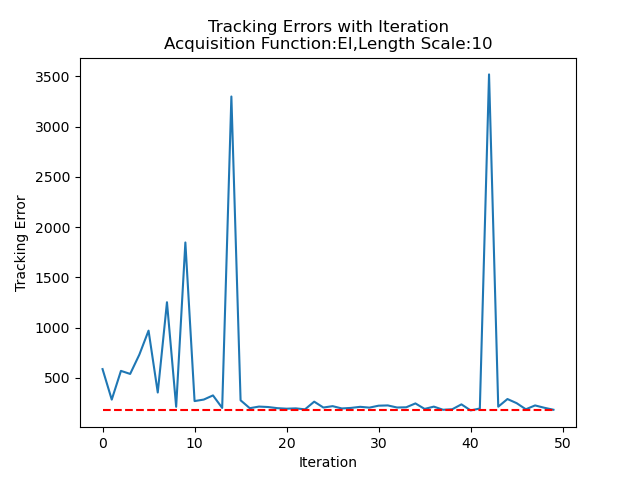 Tracking Errors with Iteration
Acquisition Function:EI,Length Scale:10
3500
3000
2500
2000
1500
1000
500
Tracking Error
0 10 20 30 40 50
Iteration